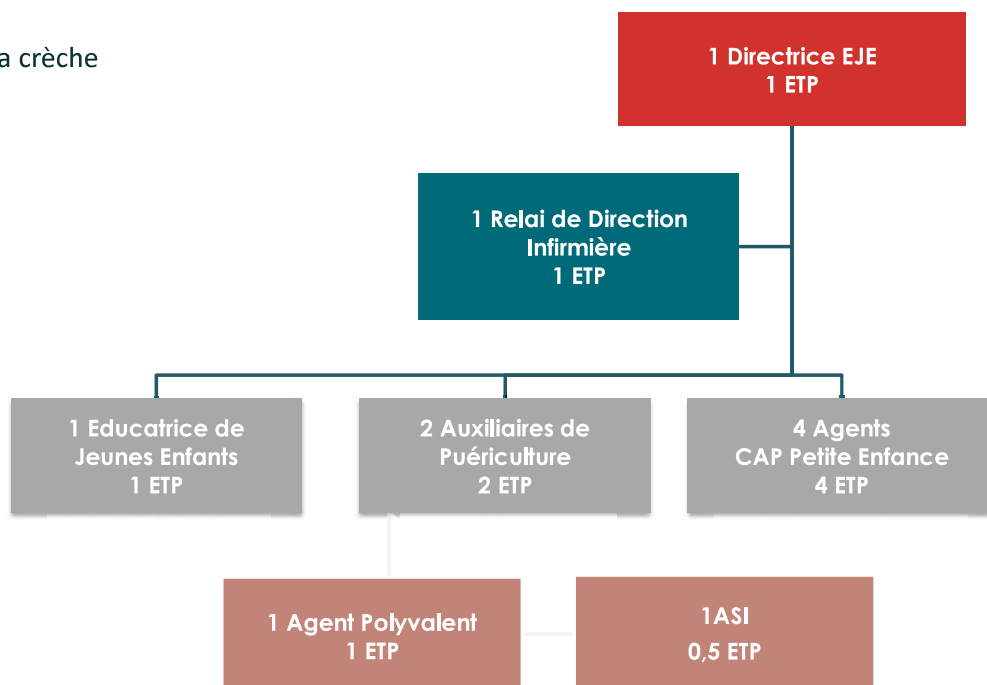 a crèche
1 Directrice EJE
1 ETP
1 Relai de Direction
Infirmière
1 ETP
1 Educatrice de
Jeunes Enfants
1 ETP
2 Auxiliaires de
Puériculture
2 ETP
4 Agents
CAP Petite Enfance
4 ETP
1 Agent Polyvalent
1 ETP
1ASI
0,5 ETP